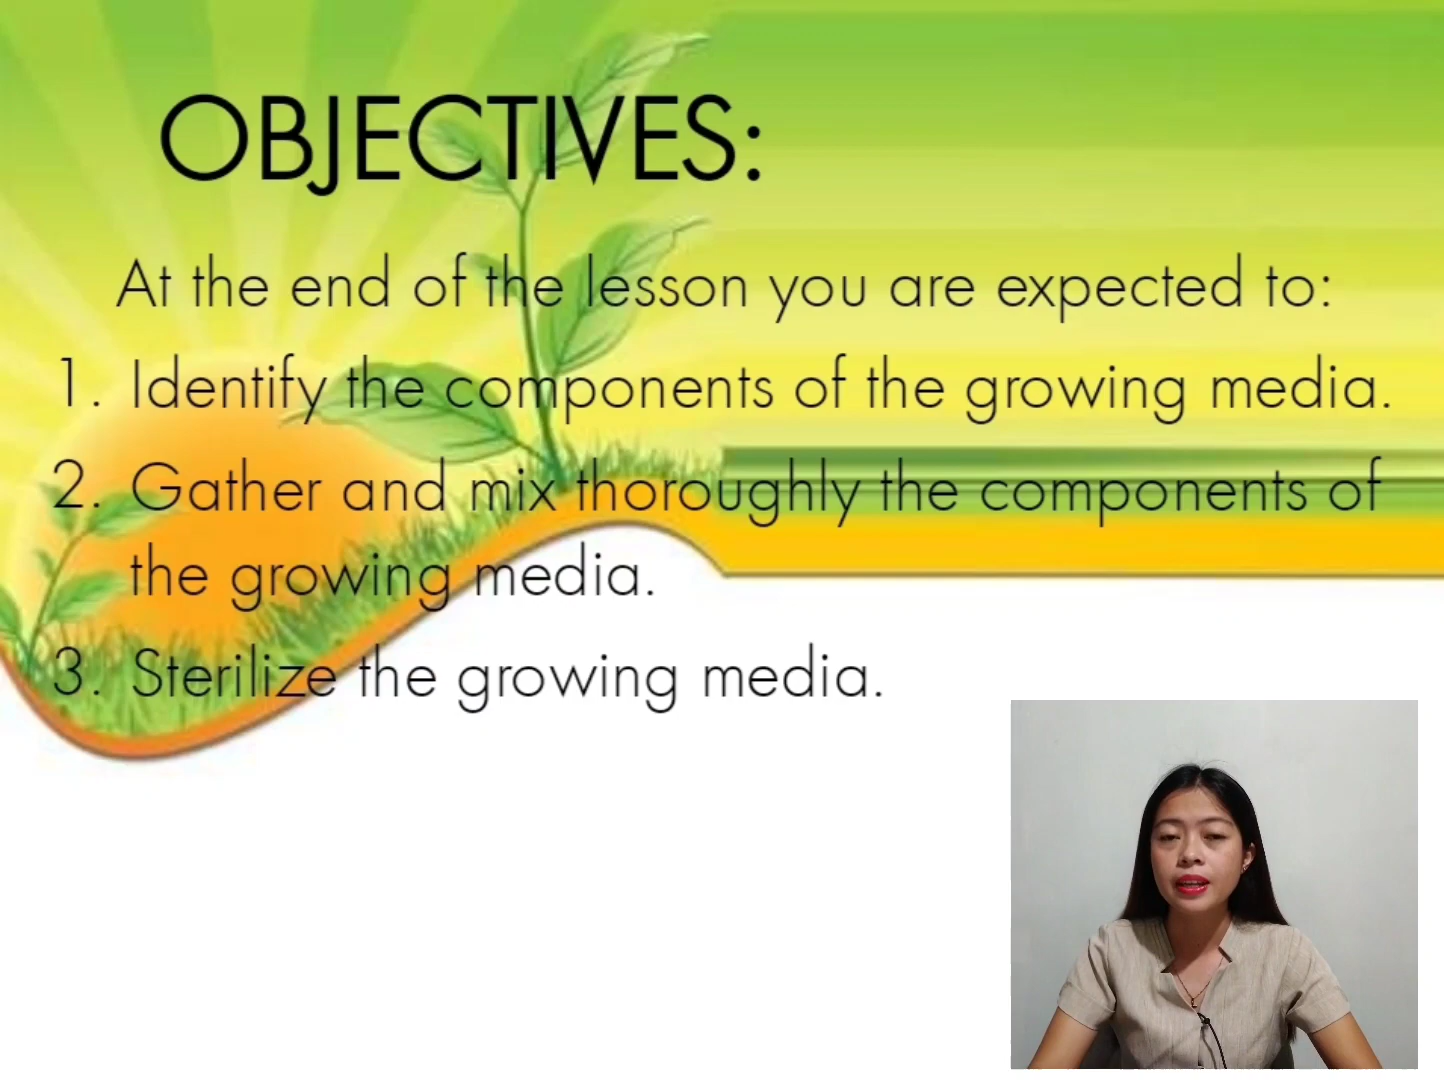 OBJECTIVES:
At the end of the lesson you are expected to:
1. Identify the components of the growing media.
2. Gather and mix thoroughly the components of
the growing media.
3. Sterilize the growing media.